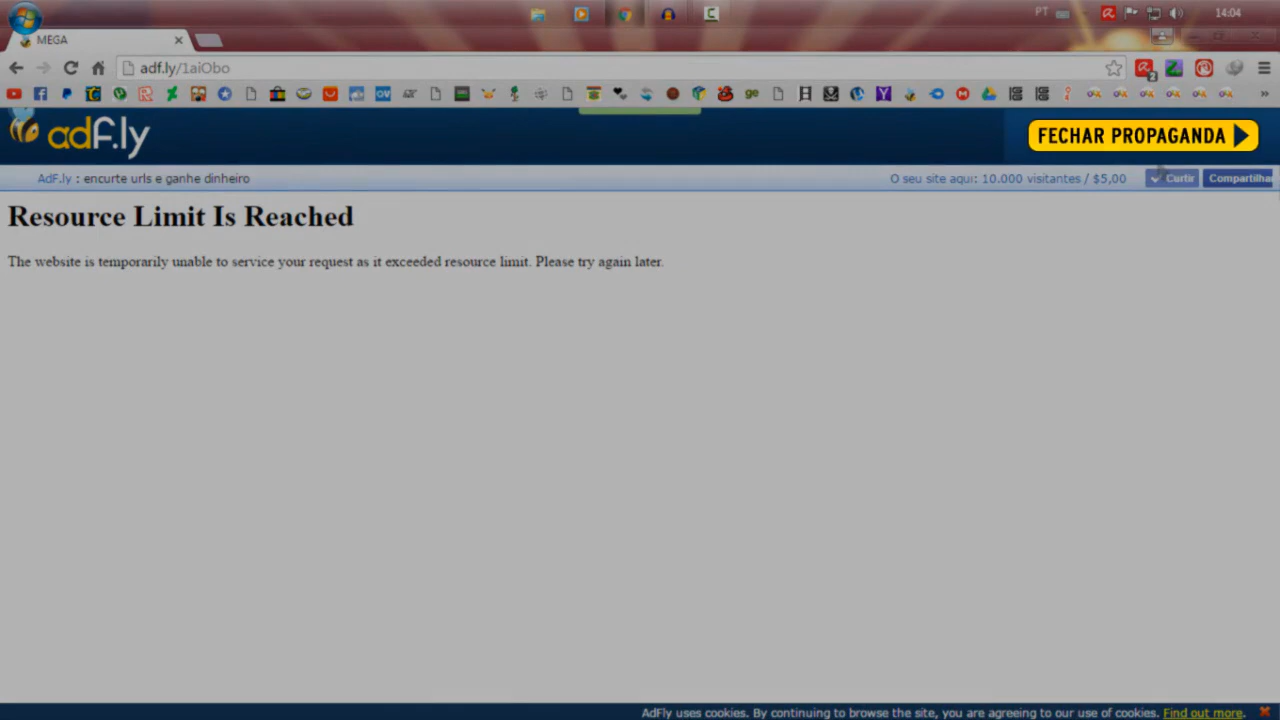 PT
14:04
MEGA
adf.ly/1aiObo
adf.ly
FECHAR PROPAGANDA
AdF.ly : encurte urls e ganhe dinheiro
O seu site aqui: 10.000 visitantes / $5,00
Curtir
Compartilhar
Resource Limit Is Reached
The website is temporarily unable to service your request as it exceeded resource limit. Please try again later.
AdFly uses cookies. By continuing to browse the site, you are agreeing to our use of cookies. Find out more.